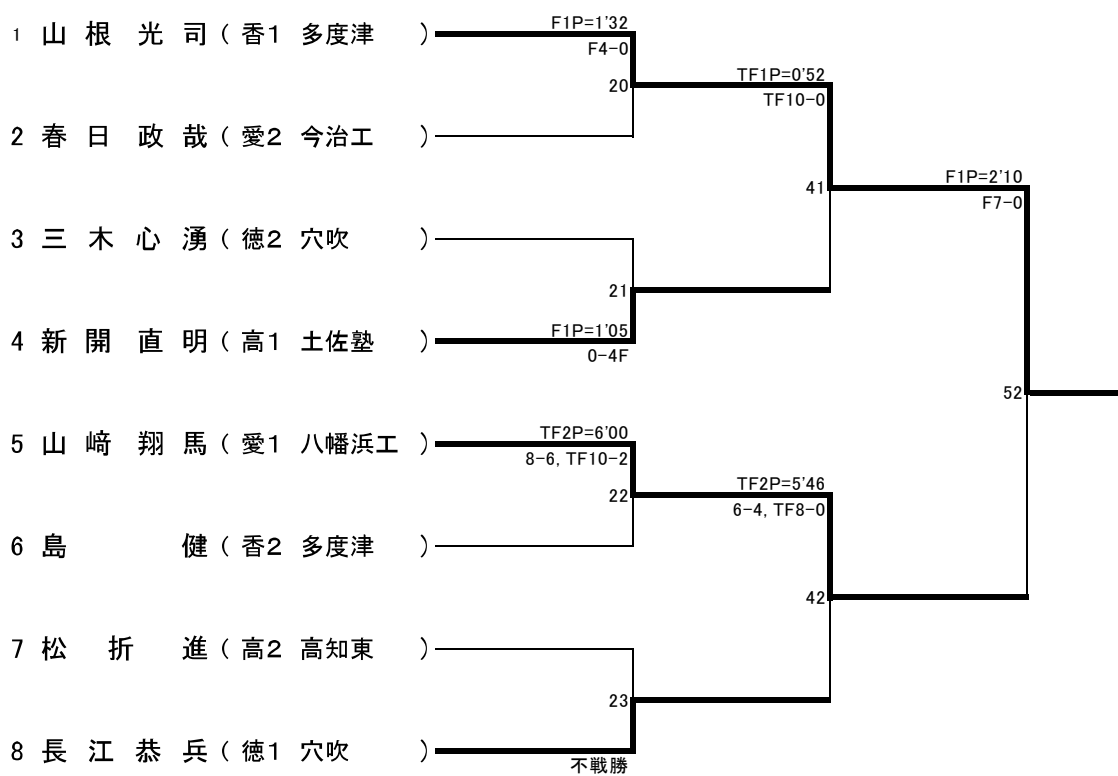 1 山根光司(香1 多度津)
F1P=1'32
F4-0
20
TF1P=0'52
TF10-0
2 春日政哉(愛2 今治工)
41
F1P=2'10
F7-0
3 三木心湧(徳2 穴吹)
21
4 新開直明(高1 土佐塾)
F1P=1'05
0-4F
52
5 山﨑翔馬(愛1 八幡浜工)
TF2P=6'00
8-6, TF10-2
22
TF2P=5'46
6-4, TF8-0
6 島健(香2 多度津)
42
7 松折進(高2 高知東)
23
8 長江恭兵(徳1 穴吹)
不戦勝